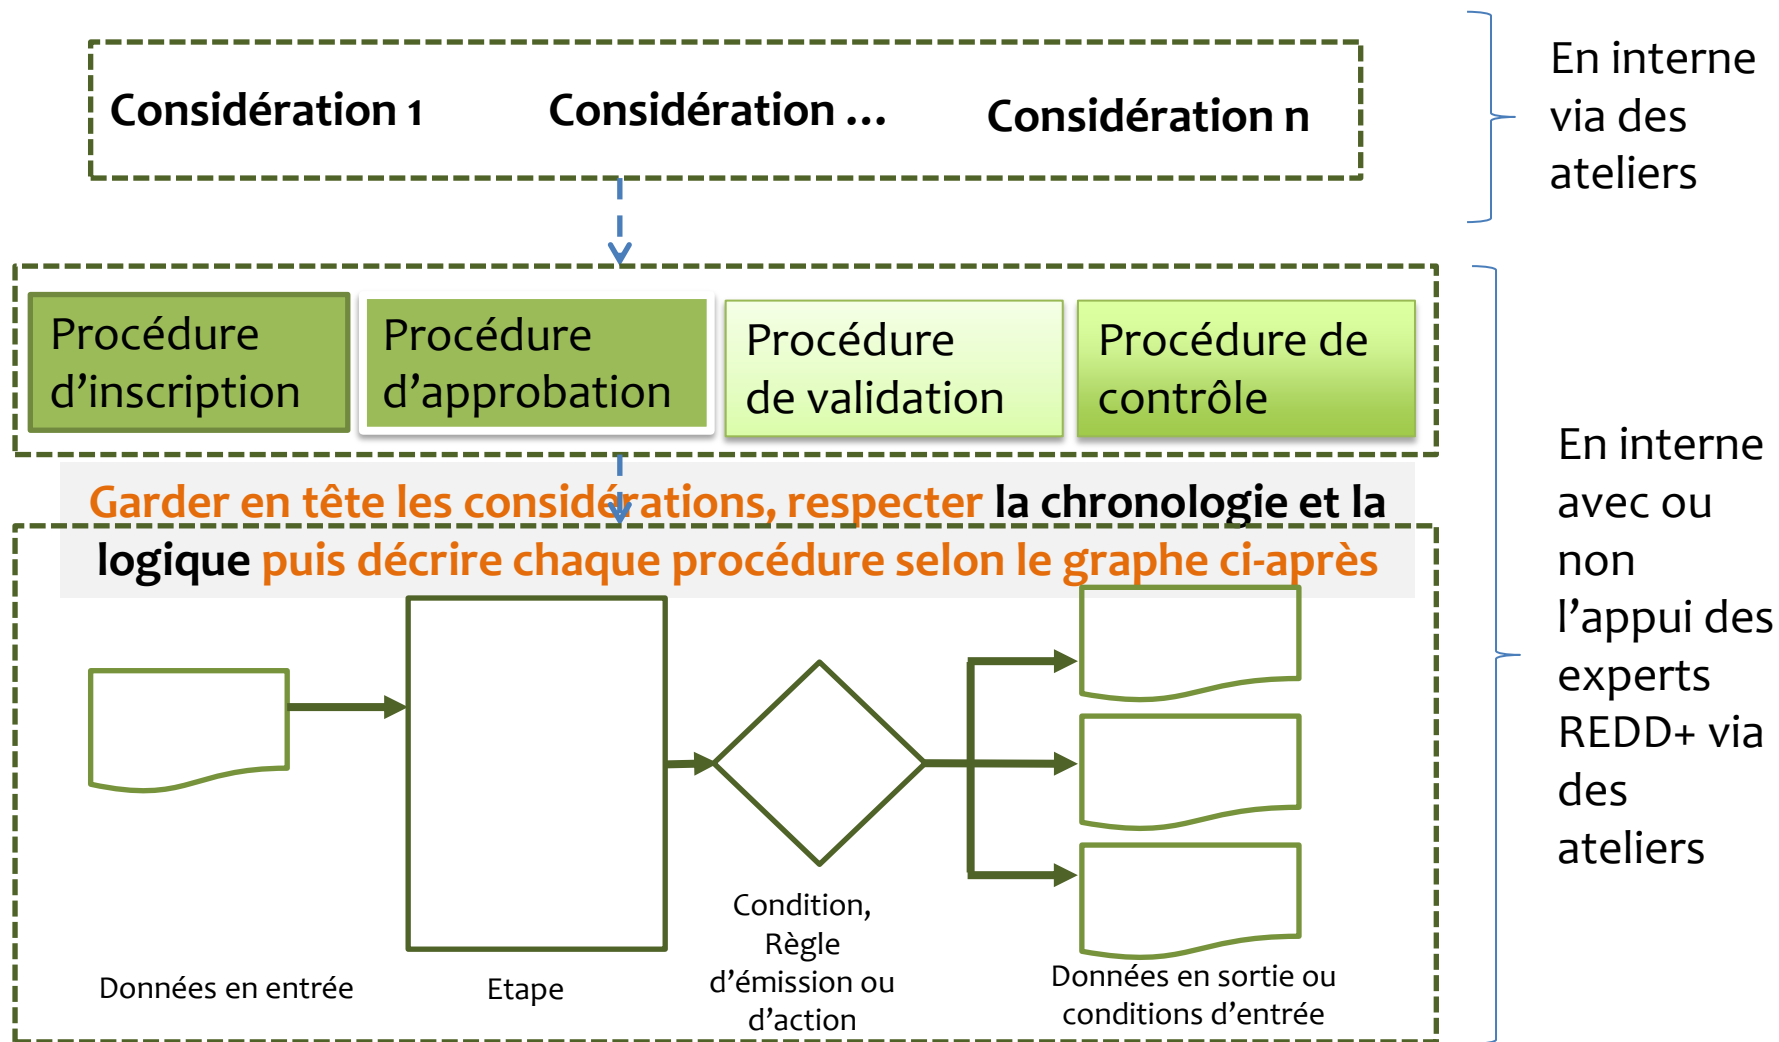 Considération 1
Considération ...
Considération n
En interne
via des
ateliers
Procédure
d’inscription
Procédure
d’approbation
Procédure
de validation
Procédure de
contrôle
Garder en tête les considérations, respecter la chronologie et la
logique puis décrire chaque procédure selon le graphe ci-après
En interne
avec ou
non
l’appui des
experts
REDD+ via
des
ateliers
Données en entrée
Etape
Condition,
Règle
d’émission ou
d’action
Données en sortie ou
conditions d’entrée